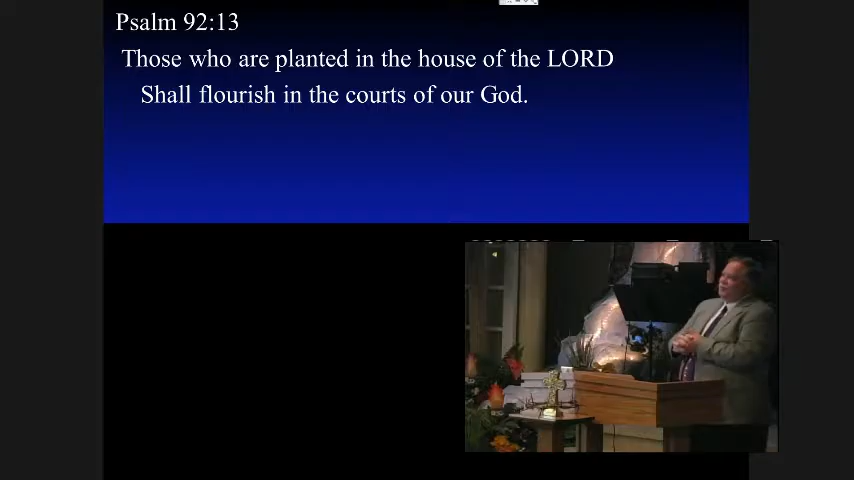 Psalm 92:13
Those who are planted in the house of the LORD
Shall flourish in the courts of our God.